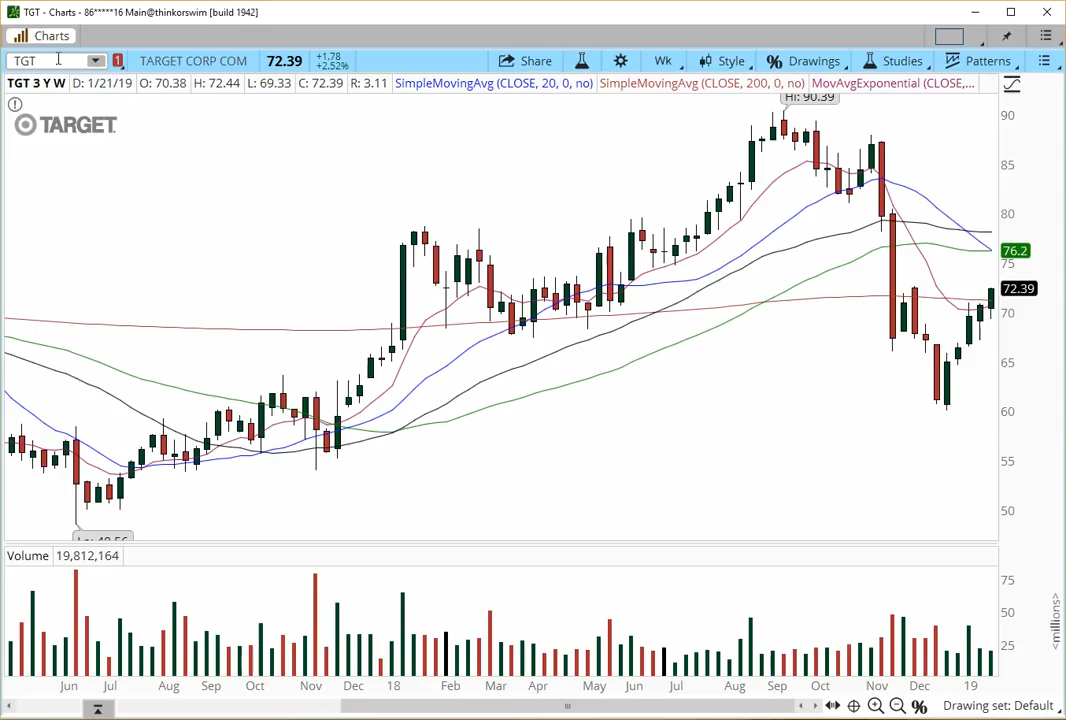 TGT - Charts - 86*****16 Main@thinkorswim [build 1942]
Charts
TGT 1 TARGET CORP COM 72.39 +1.78 +2.52% Share Wk Style Drawings Studies Patterns
TGT 3 Y W D: 1/21/19 O: 70.38 H: 72.44 L: 69.33 C: 72.39 R: 3.11 SimpleMovingAvg (CLOSE, 20, 0, no) SimpleMovingAvg (CLOSE, 200, 0, no) MovAvgExponential (CLOSE,...
TARGET
Hi: 90.39
90
85
80
76.2
75
72.39
70
65
60
55
50
Lo: 48.56
Volume 19,812,164
75
50
25
<millions>
Jun Jul Aug Sep Oct Nov Dec 18 Feb Mar Apr May Jun Jul Aug Sep Oct Nov Dec 19
Drawing set: Default